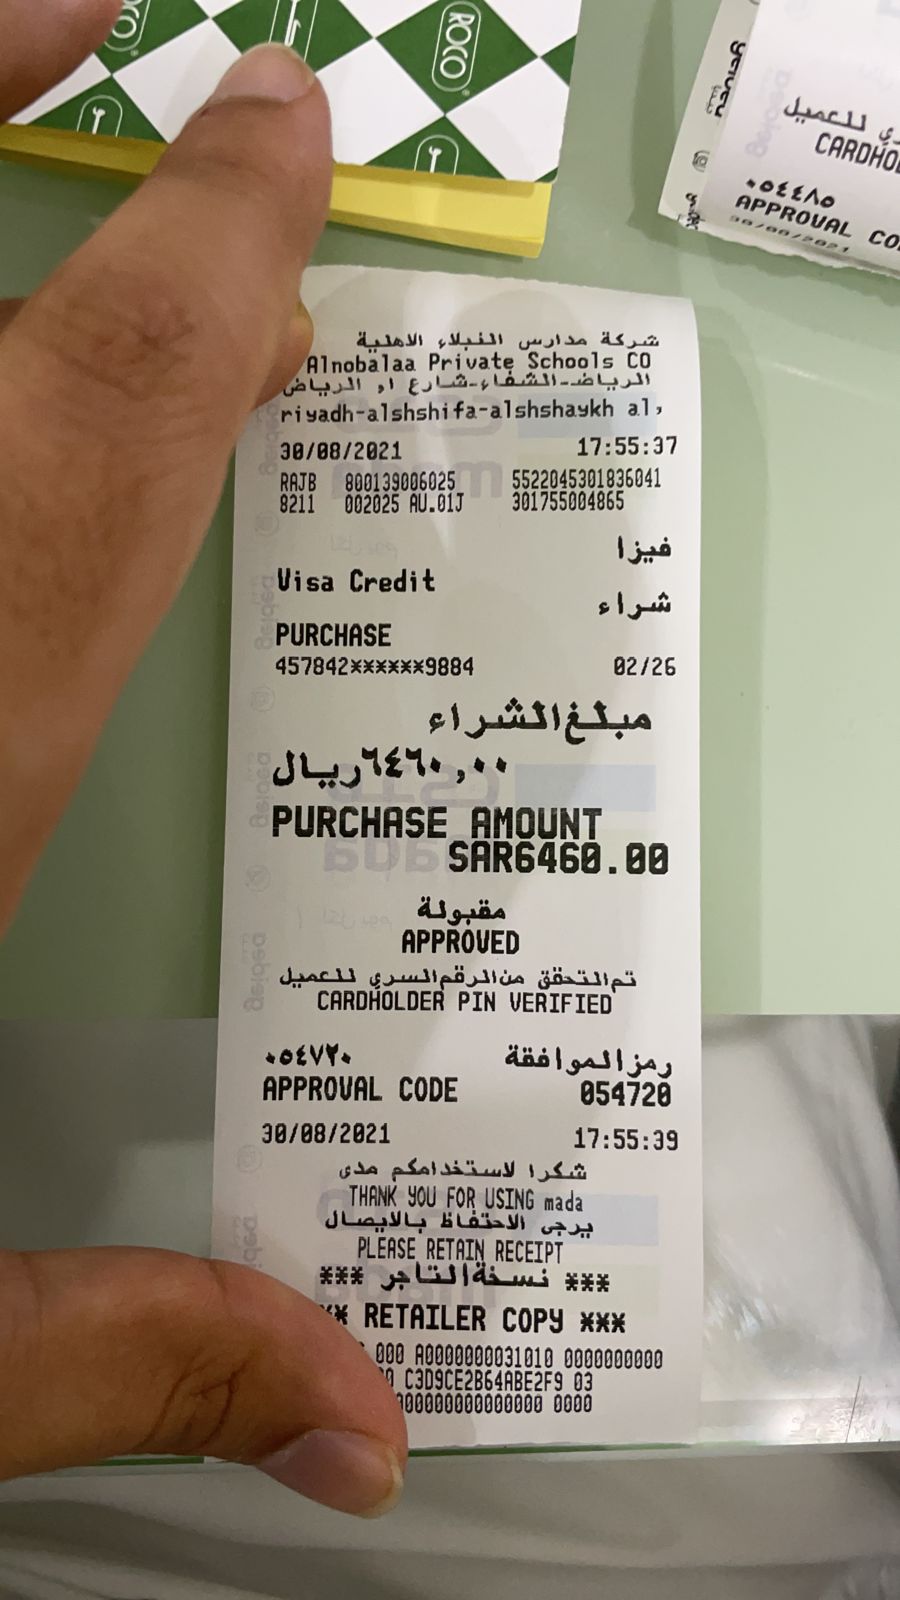 ROCO
شركة مدارس النبلاء الاهلية
Alnobalaa Private Schools CO
الرياض-الشفاء-شارع ا، الرياض
riyadh-alshshifa-alshshaykh al,
30/08/2021 17:55:37
RAJB 800139006025 5522045301836041
8211 002025 AU.01J 301755004865
فيزا
Visa Credit
شراء
PURCHASE
457842******9884 02/26
مبلغ الشراء
٦٤٦٠,٠٠ ريال
PURCHASE AMOUNT
SAR6460.00
مقبولة
APPROVED
تم التحقق من الرقم السري للعميل
CARDHOLDER PIN VERIFIED
رمز الموافقة ٠٥٤٧٢٠
APPROVAL CODE 054720
30/08/2021 17:55:39
شكرا لاستخدامكم مدى
THANK YOU FOR USING mada
يرجى الاحتفاظ بالايصال
PLEASE RETAIN RECEIPT
*** نسخة التاجر ***
** RETAILER COPY ***
000 A0000000031010 0000000000
C3D9CE2B64ABE2F9 03
0000
للعميل
٠٥٤٤٨٥
APPROVAL
30/08/2021